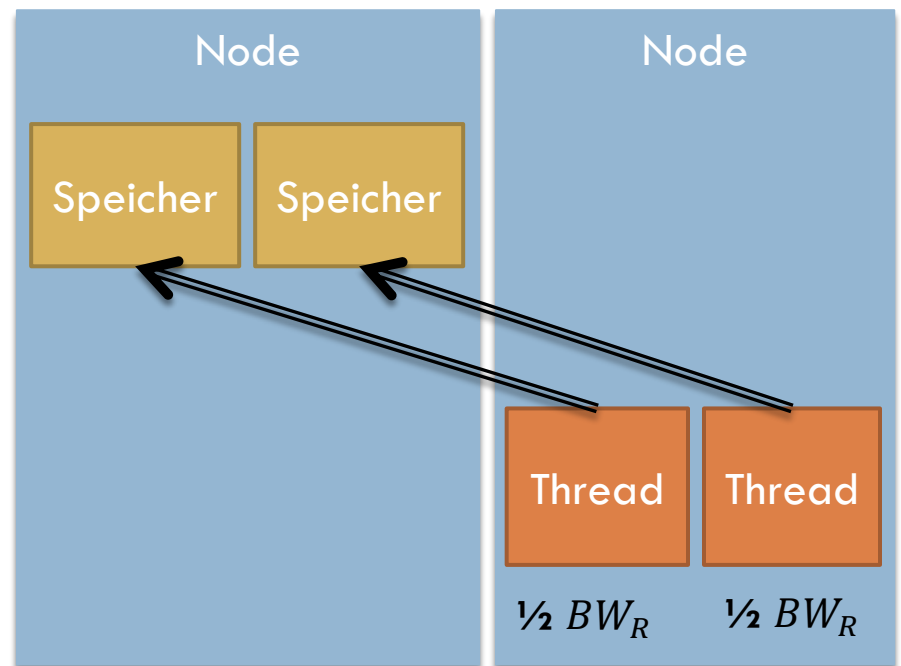 Node
Node
Speicher
Speicher
Thread
Thread
½ BW_R
½ BW_R